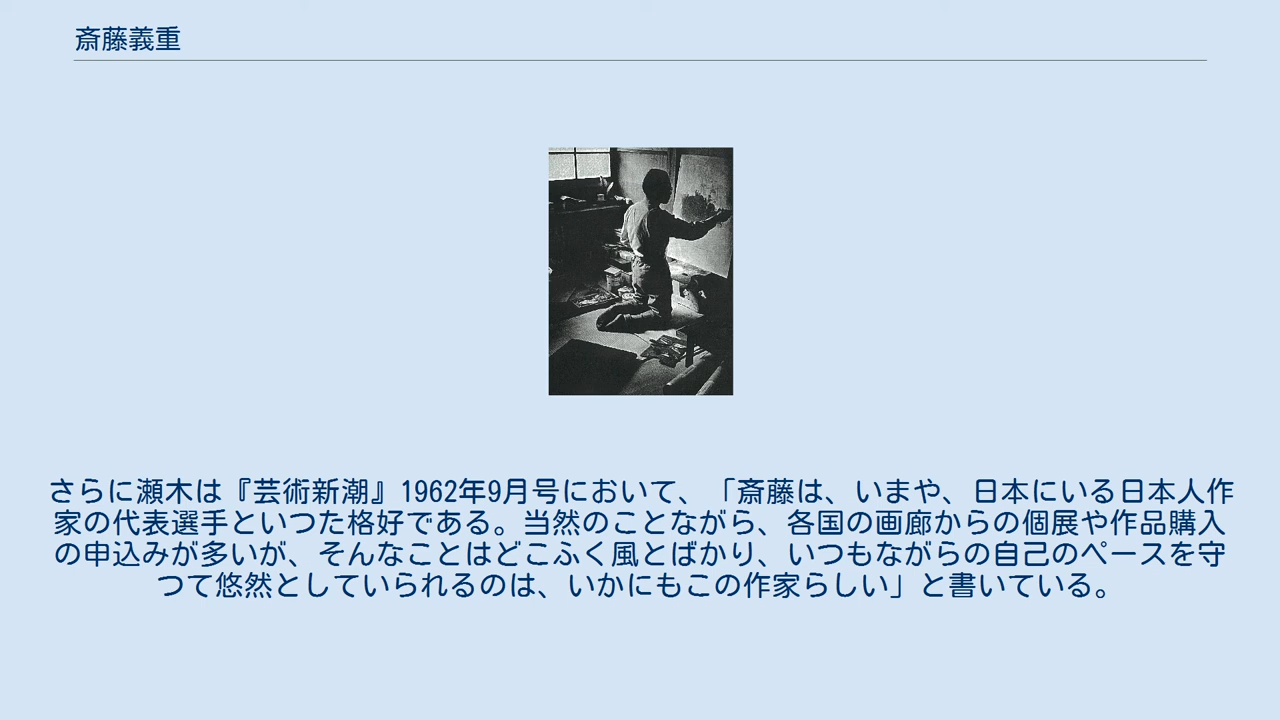 斎藤義重
さらに瀬木は『芸術新潮』1962年9月号において、「斎藤は、いまや、日本にいる日本人作
家の代表選手といつた格好である。当然のことながら、各国の画廊からの個展や作品購入
の申込みが多いが、そんなことはどこふく風とばかり、いつもながらの自己のペースを守
つて悠然としていられるのは、いかにもこの作家らしい」と書いている。